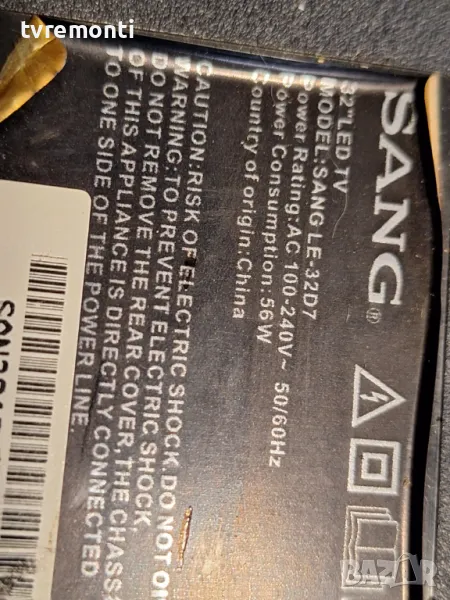 tvremonti
SANG®
32"LED TV
MODEL:SANG LE-32D7
Power Rating:AC 100-240V~ 50/60Hz
Power Consumption:56W
Country of origin:China
CAUTION:RISK OF ELECTRIC SHOCK.DO NOT
WARNING:TO PREVENT ELECTRIC SHOCK,
DO NOT REMOVE THE REAR COVER,THE CHASS
OF THIS APPLIANCE IS DIRECTLY CONNECTED
TO ONE SIDE OF THE POWER LINE.
BAZAR